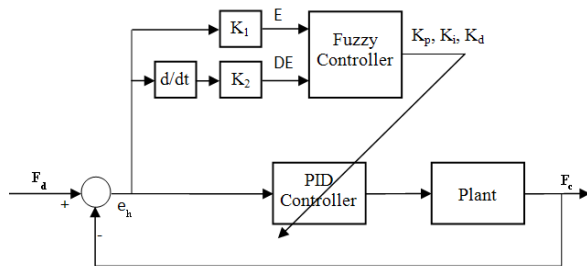 E
K₁
Fuzzy
Controller
Kp, Ki, Kd
d/dt
K₂
DE
Fd
+
-
eh
PID
Controller
Plant
Fc